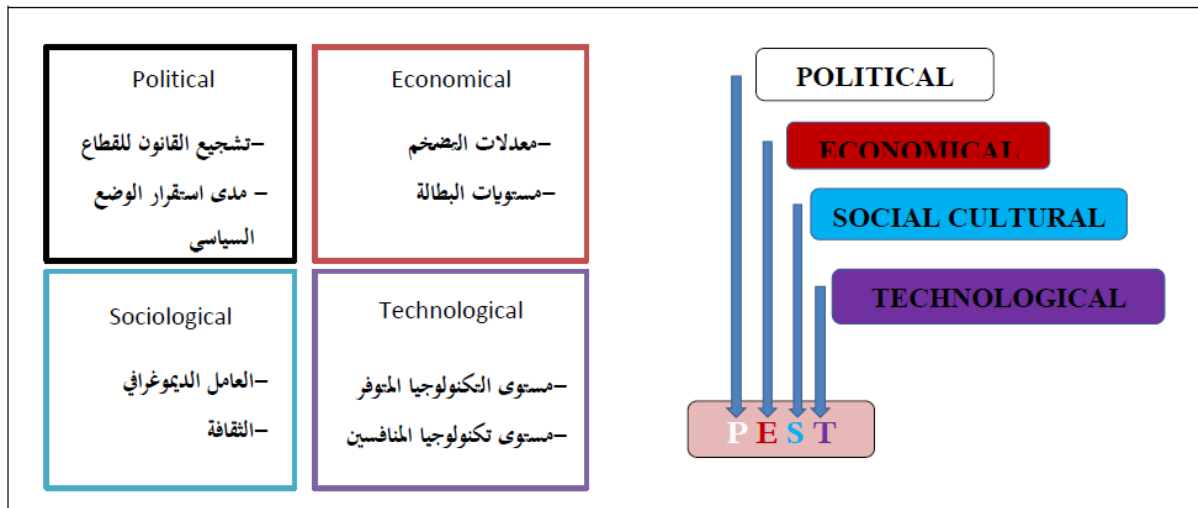 Political
-تشجيع القانون للقطاع
- مدى استقرار الوضع
السياسي
Economical
-معدلات التضخم
-مستويات البطالة
Sociological
-العامل الديموغرافي
-الثقافة
Technological
-مستوى التكنولوجيا المتوفر
-مستوى تكنولوجيا المنافسين
POLITICAL
ECONOMICAL
SOCIAL CULTURAL
TECHNOLOGICAL
P E S T